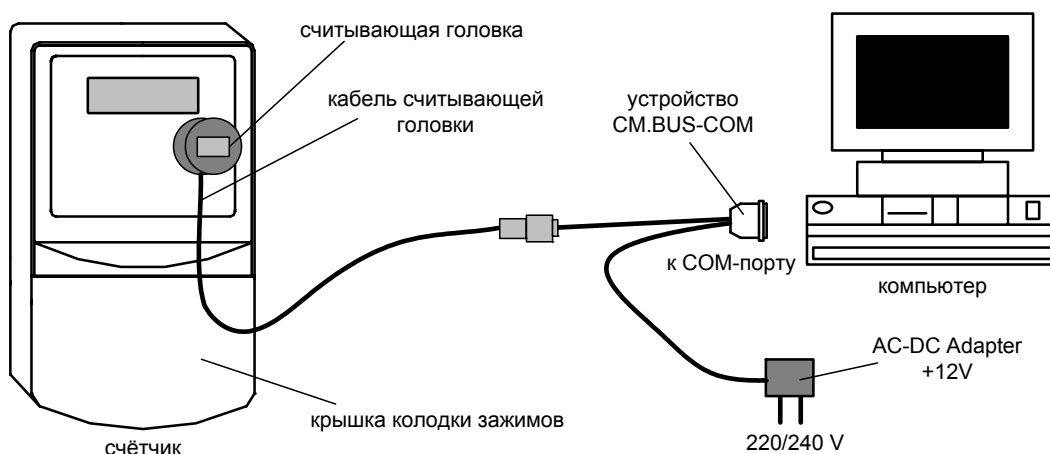 считывающая головка
кабель считывающей
головки
устройство
CM.BUS-COM
к COM-порту
компьютер
AC-DC Adapter
+12V
220/240 V
крышка колодки зажимов
счётчик